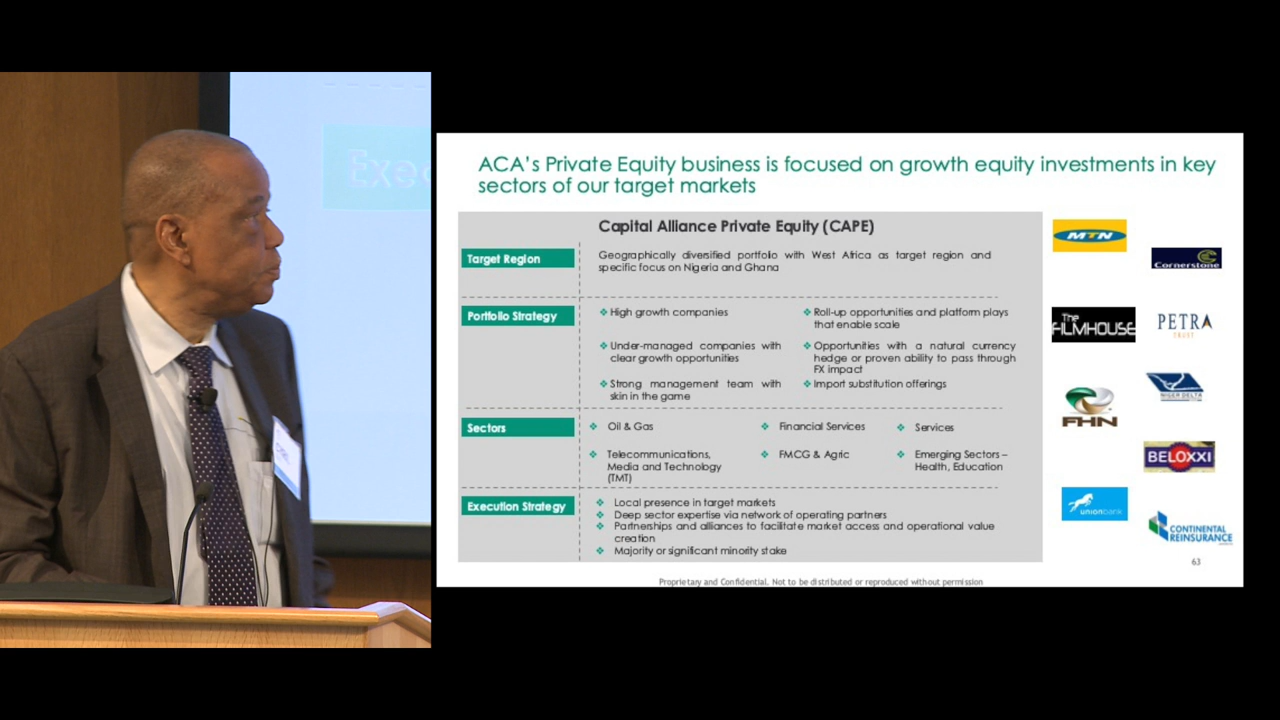 Exec
ACA's Private Equity business is focused on growth equity investments in key
sectors of our target markets
Capital Alliance Private Equity (CAPE)
Target Region
Geographically diversified portfolio with West Africa as target region and
specific focus on Nigeria and Ghana
Portfolio Strategy
❖ High growth companies
❖ Under-managed companies with
clear growth opportunities
❖ Strong management team with
skin in the game
❖ Roll-up opportunities and platform plays
that enable scale
❖ Opportunities with a natural currency
hedge or proven ability to pass through
FX impact
❖ Import substitution offerings
Sectors
❖ Oil & Gas
❖ Financial Services
❖ Services
❖ Telecommunications,
Media and Technology
(TMT)
❖ FMCG & Agric
❖ Emerging Sectors –
Health, Education
Execution Strategy
❖ Local presence in target markets
❖ Deep sector expertise via network of operating partners
❖ Partnerships and alliances to facilitate market access and operational value
creation
❖ Majority or significant minority stake
MTN
Cornerstone
The
FILMHOUSE
PETRA
TRUST
FHN
NIGER DELTA
BELOXXI
unionbank
CONTINENTAL
REINSURANCE
63
Proprietary and Confidential. Not to be distributed or reproduced without permission